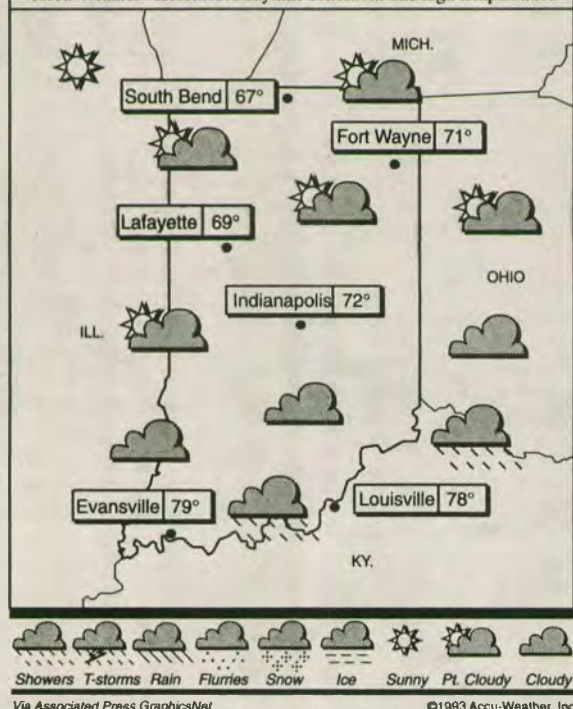 MICH.
South Bend 67°
Fort Wayne 71°
Lafayette 69°
OHIO
Indianapolis 72°
ILL.
Evansville 79°
Louisville 78°
KY.
Showers T-storms Rain Flurries Snow Ice Sunny Pt. Cloudy Cloudy
Via Associated Press GraphicsNet ©1993 Accu-Weather, Inc.